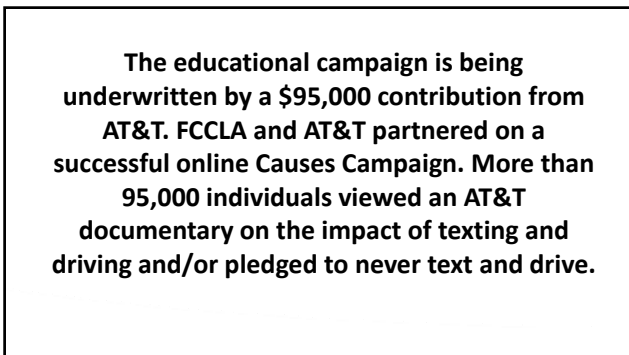 The educational campaign is being
underwritten by a $95,000 contribution from
AT&T. FCCLA and AT&T partnered on a
successful online Causes Campaign. More than
95,000 individuals viewed an AT&T
documentary on the impact of texting and
driving and/or pledged to never text and drive.